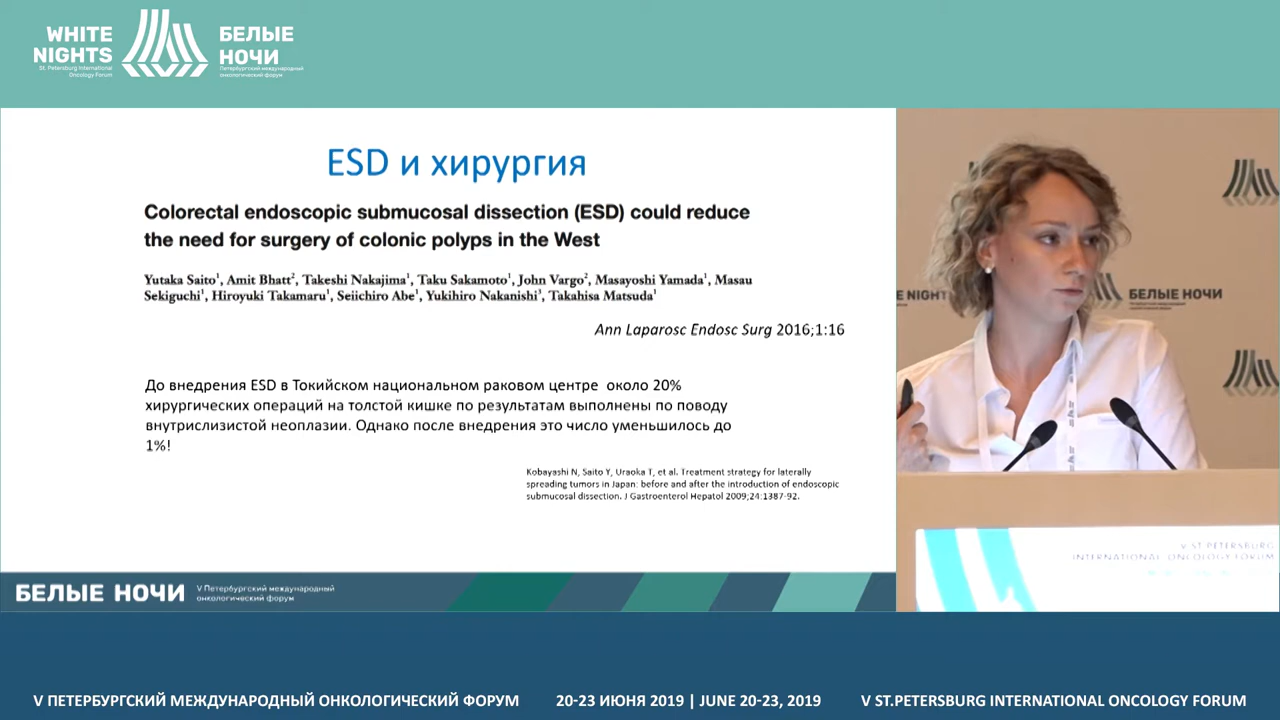 WHITE
NIGHTS
St. Petersburg International
Oncology Forum
БЕЛЫЕ
НОЧИ
Петербургский международный
онкологический форум
ESD и хирургия
Colorectal endoscopic submucosal dissection (ESD) could reduce
the need for surgery of colonic polyps in the West
Yutaka Saito¹, Amit Bhatt², Takeshi Nakajima¹, Taku Sakamoto¹, John Vargo², Masayoshi Yamada¹, Masau
Sekiguchi¹, Hiroyuki Takamaru¹, Seiichiro Abe¹, Yukihiro Nakanishi³, Takahisa Matsuda¹
Ann Laparosc Endosc Surg 2016;1:16
До внедрения ESD в Токийском национальном раковом центре около 20%
хирургических операций на толстой кишке по результатам выполнены по поводу
внутрислизистой неоплазии. Однако после внедрения это число уменьшилось до
1%!
Kobayashi N, Saito Y, Uraoka T, et al. Treatment strategy for laterally
spreading tumors in Japan: before and after the introduction of endoscopic
submucosal dissection. J Gastroenterol Hepatol 2009;24:1387-92.
E NIGHT
БЕЛЫЕ НОЧИ
V ST.PETERSBURG
INTERNATIONAL ONCOLOGY FORUM
БЕЛЫЕ НОЧИ
V Петербургский международный
онкологический форум
V ПЕТЕРБУРГСКИЙ МЕЖДУНАРОДНЫЙ ОНКОЛОГИЧЕСКИЙ ФОРУМ
20-23 ИЮНЯ 2019 | JUNE 20-23, 2019
V ST.PETERSBURG INTERNATIONAL ONCOLOGY FORUM